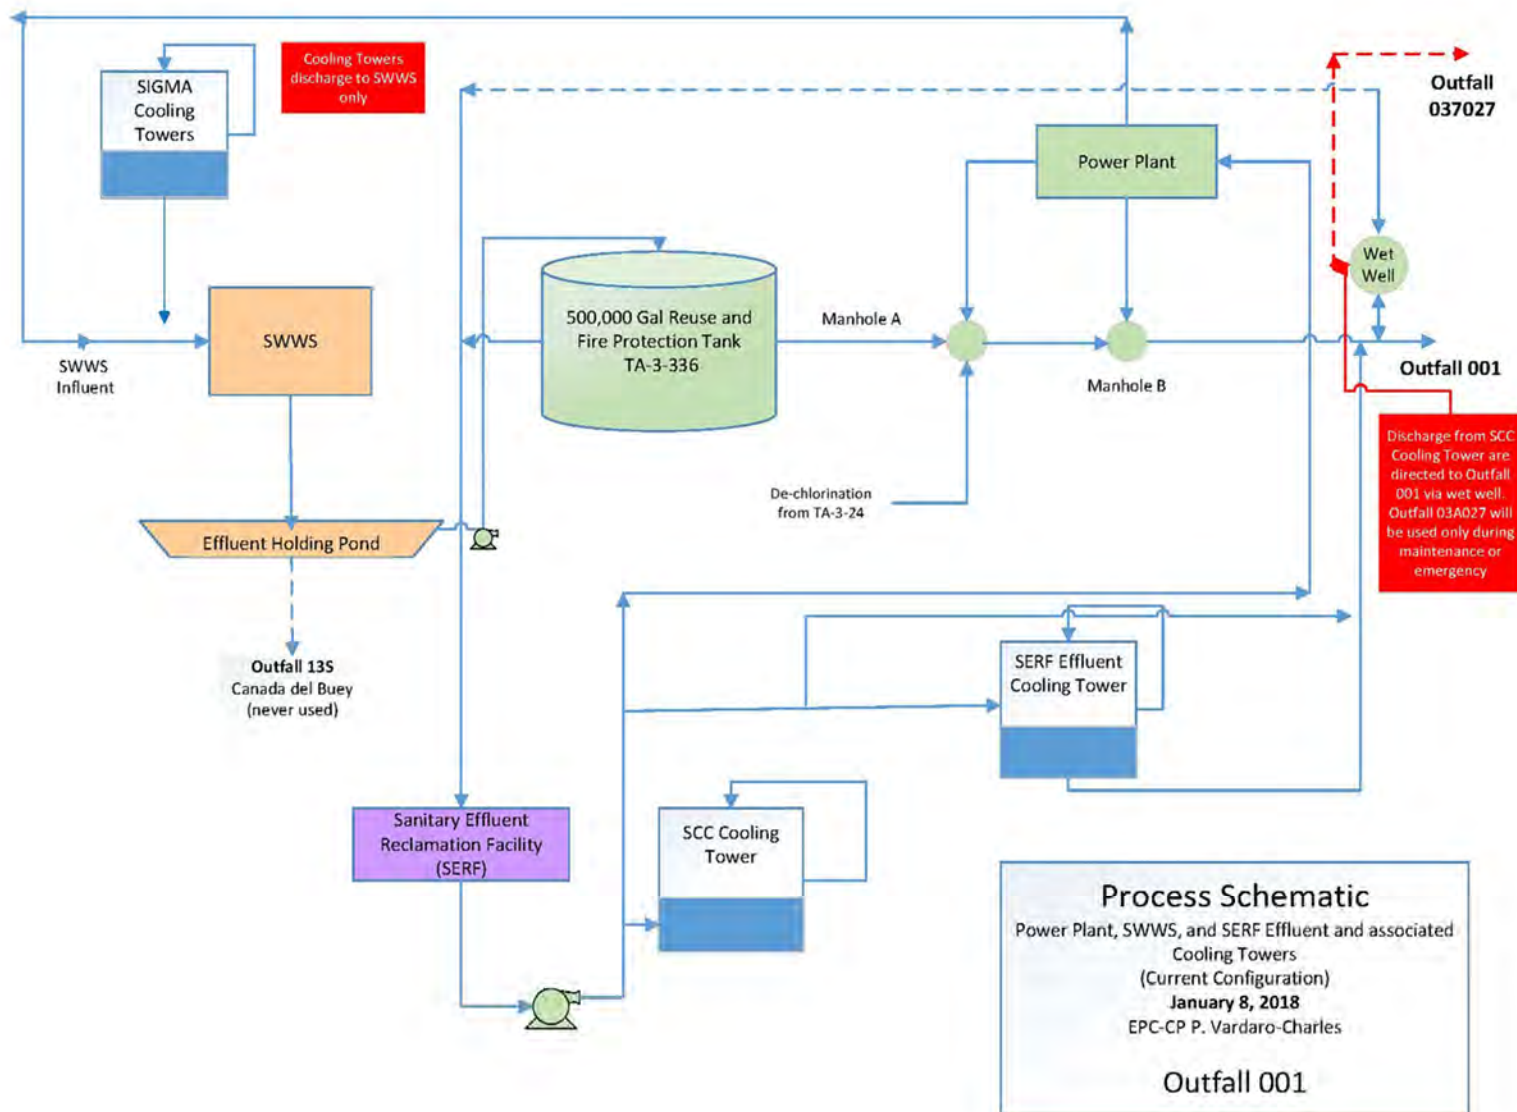 SIGMA
Cooling
Towers
Cooling Towers
discharge to SWWS
only
Outfall
037027
Power Plant
Wet
Well
500,000 Gal Reuse and
Fire Protection Tank
TA-3-336
Manhole A
SWWS
SWWS
Influent
Manhole B
Outfall 001
Discharge from SCC
Cooling Tower are
directed to Outfall
001 via wet well.
Outfall 03A027 will
be used only during
maintenance or
emergency
De-chlorination
from TA-3-24
Effluent Holding Pond
Outfall 13S
Canada del Buey
(never used)
SERF Effluent
Cooling Tower
Sanitary Effluent
Reclamation Facility
(SERF)
SCC Cooling
Tower
Process Schematic
Power Plant, SWWS, and SERF Effluent and associated
Cooling Towers
(Current Configuration)
January 8, 2018
EPC-CP P. Vardaro-Charles
Outfall 001